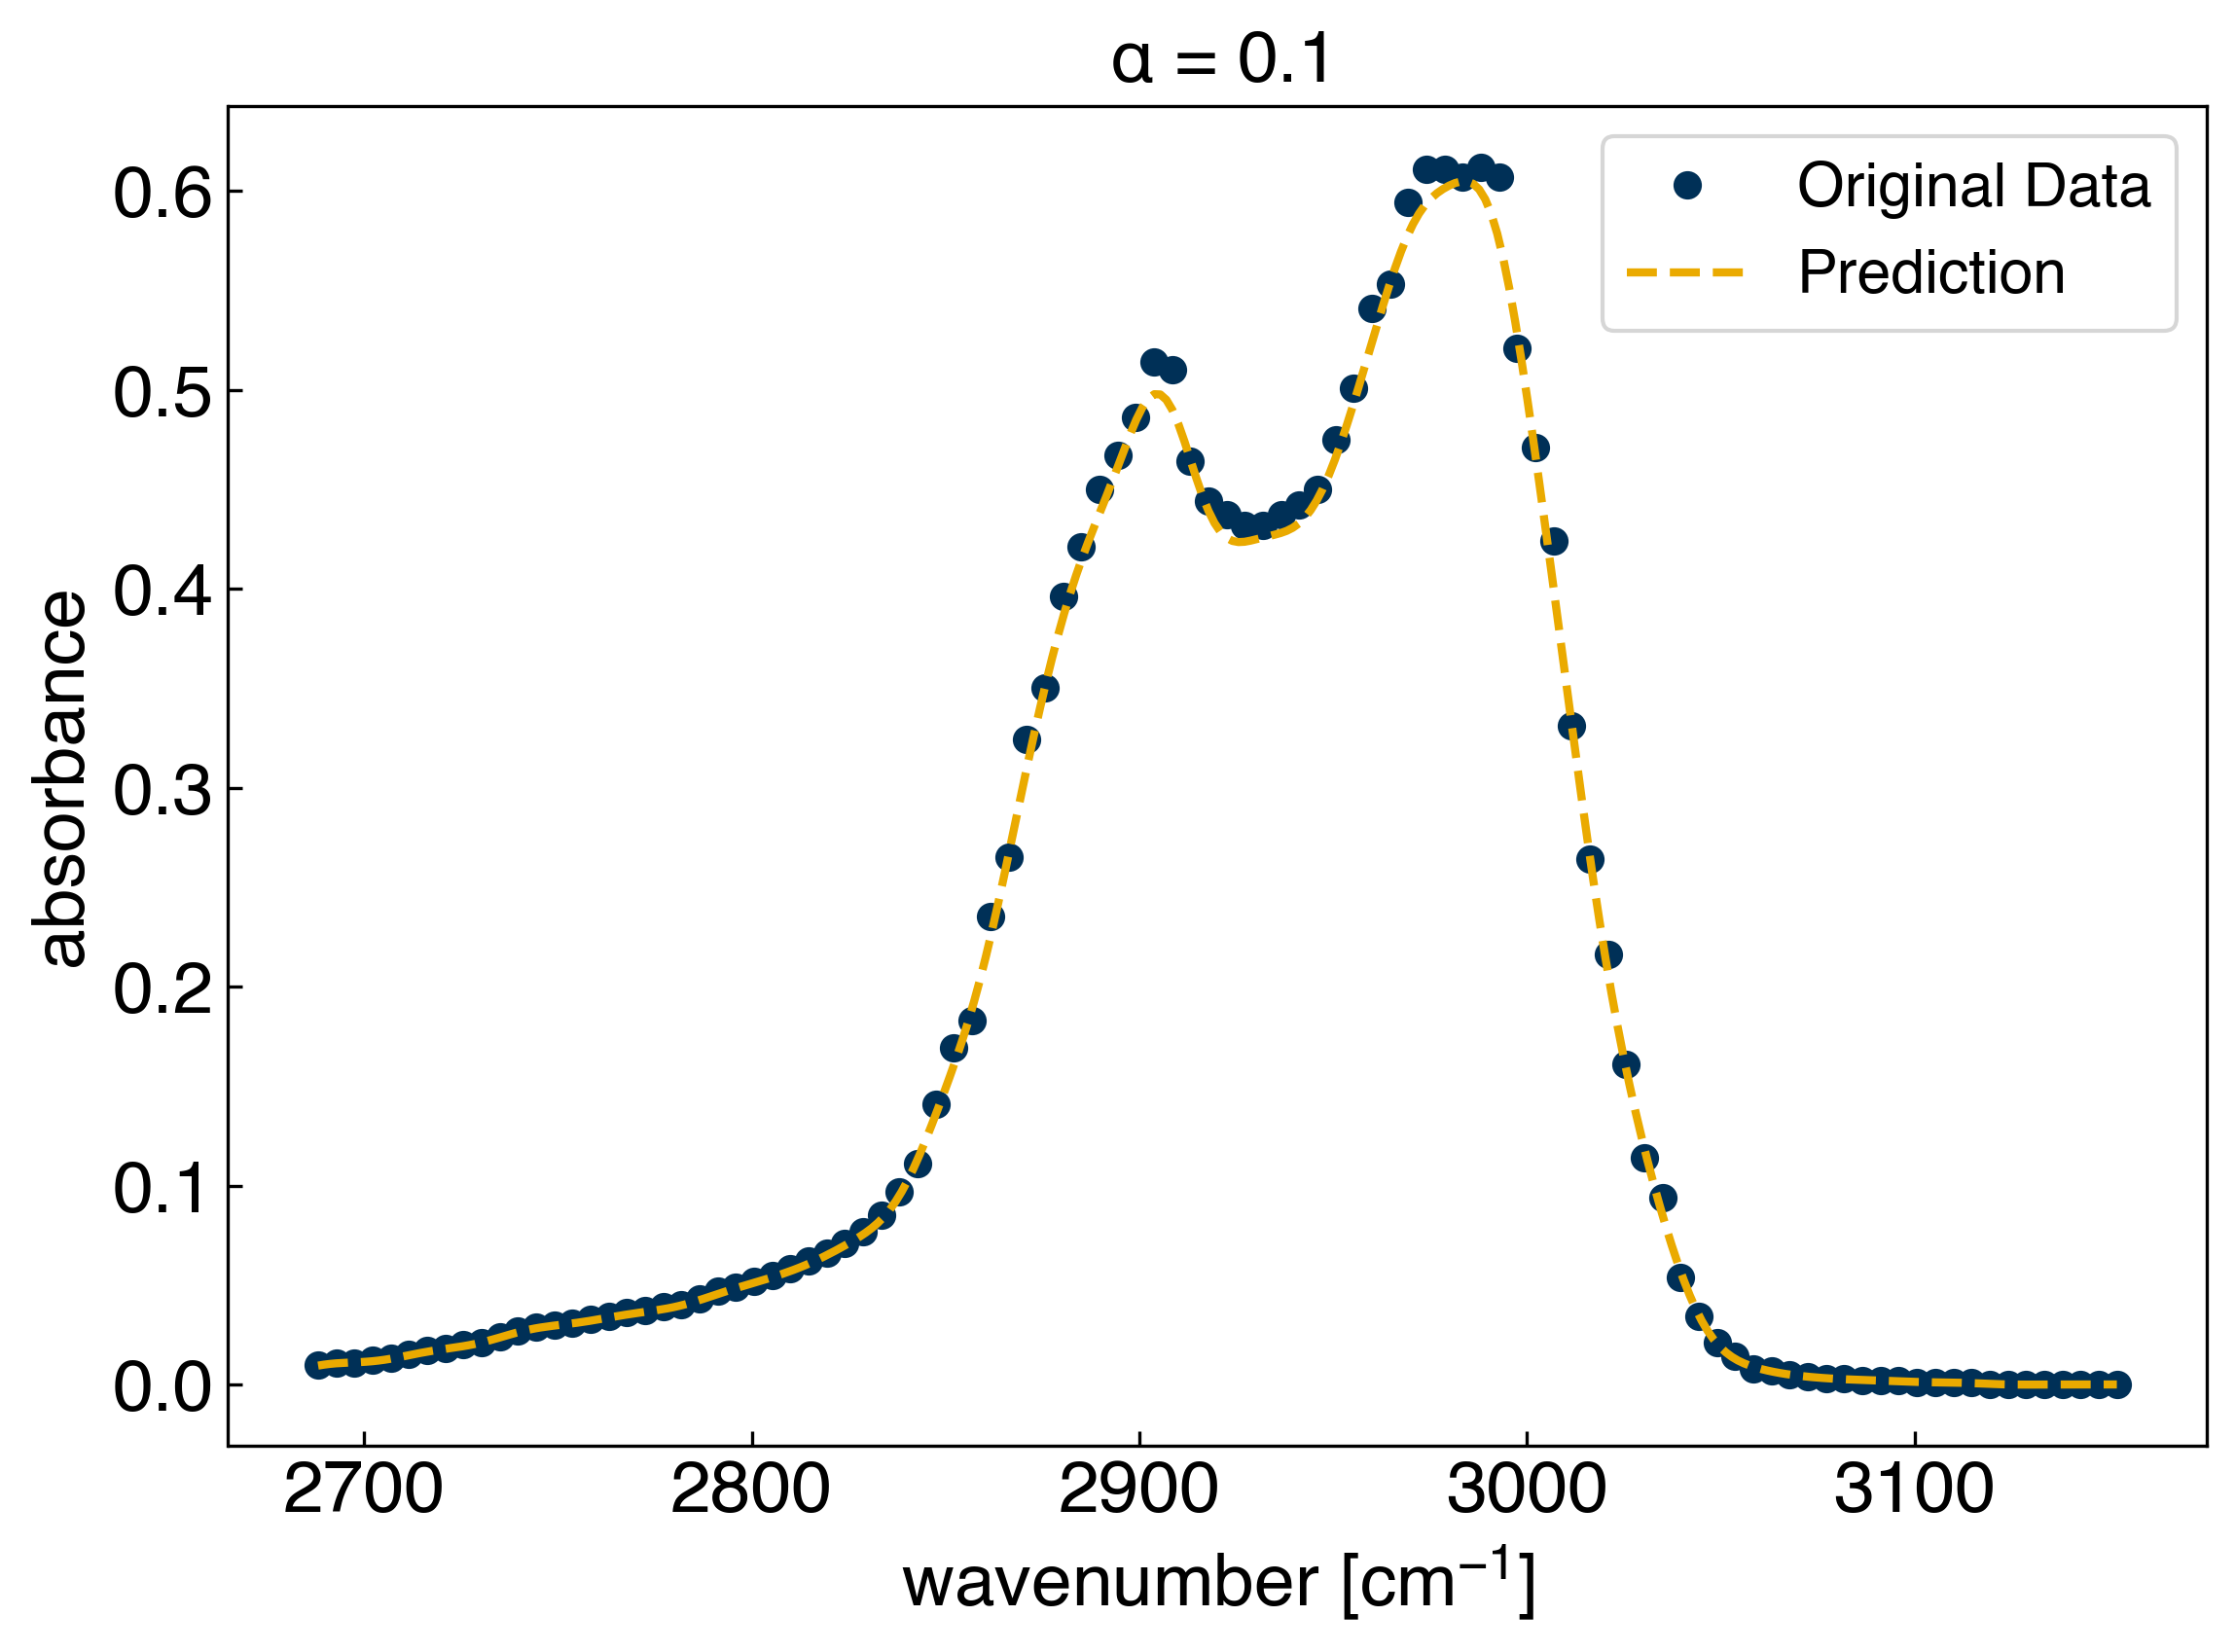 α = 0.1
Original Data
Prediction
absorbance
0.6
0.5
0.4
0.3
0.2
0.1
0.0
2700 2800 2900 3000 3100
wavenumber [cm⁻¹]